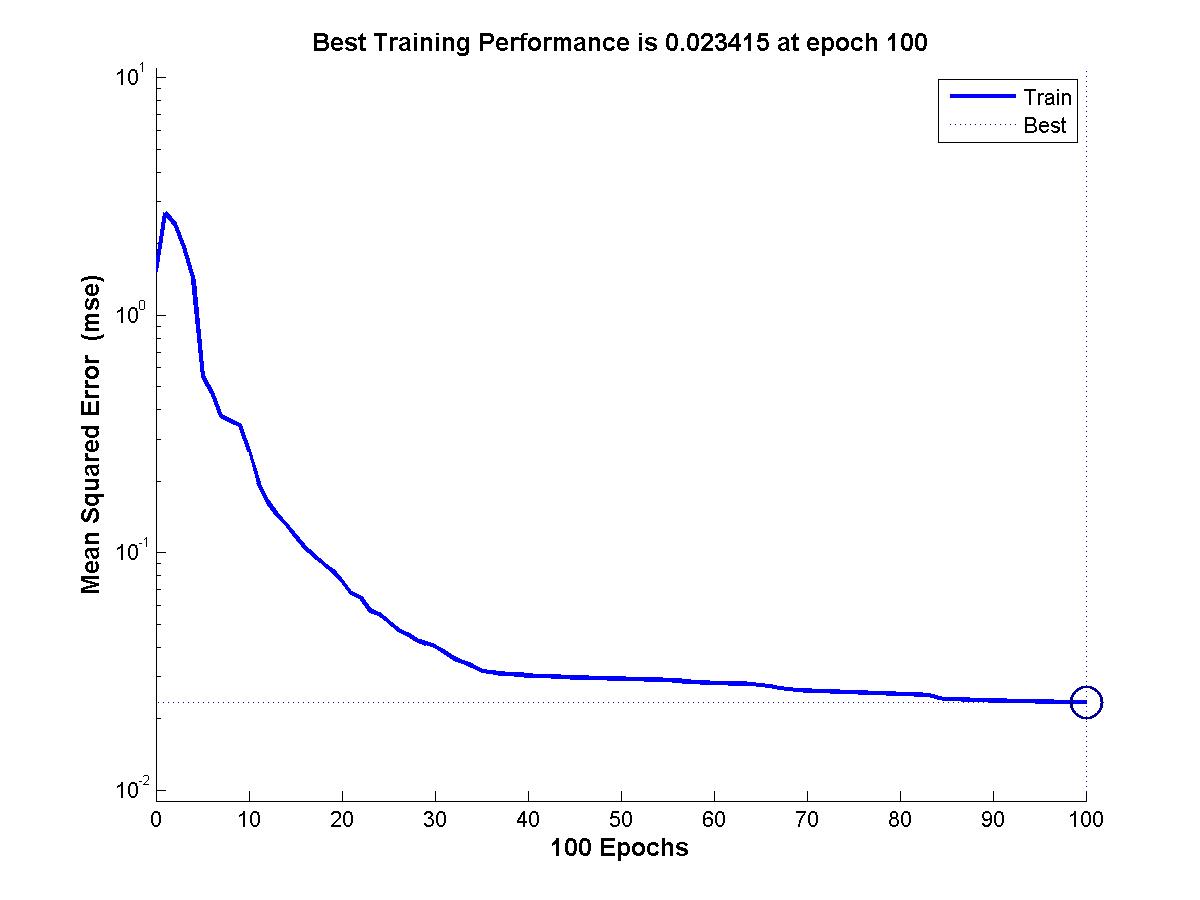 Best Training Performance is 0.023415 at epoch 100
Train
Best
Mean Squared Error (mse)
10^1
10^0
10^-1
10^-2
0 10 20 30 40 50 60 70 80 90 100
100 Epochs